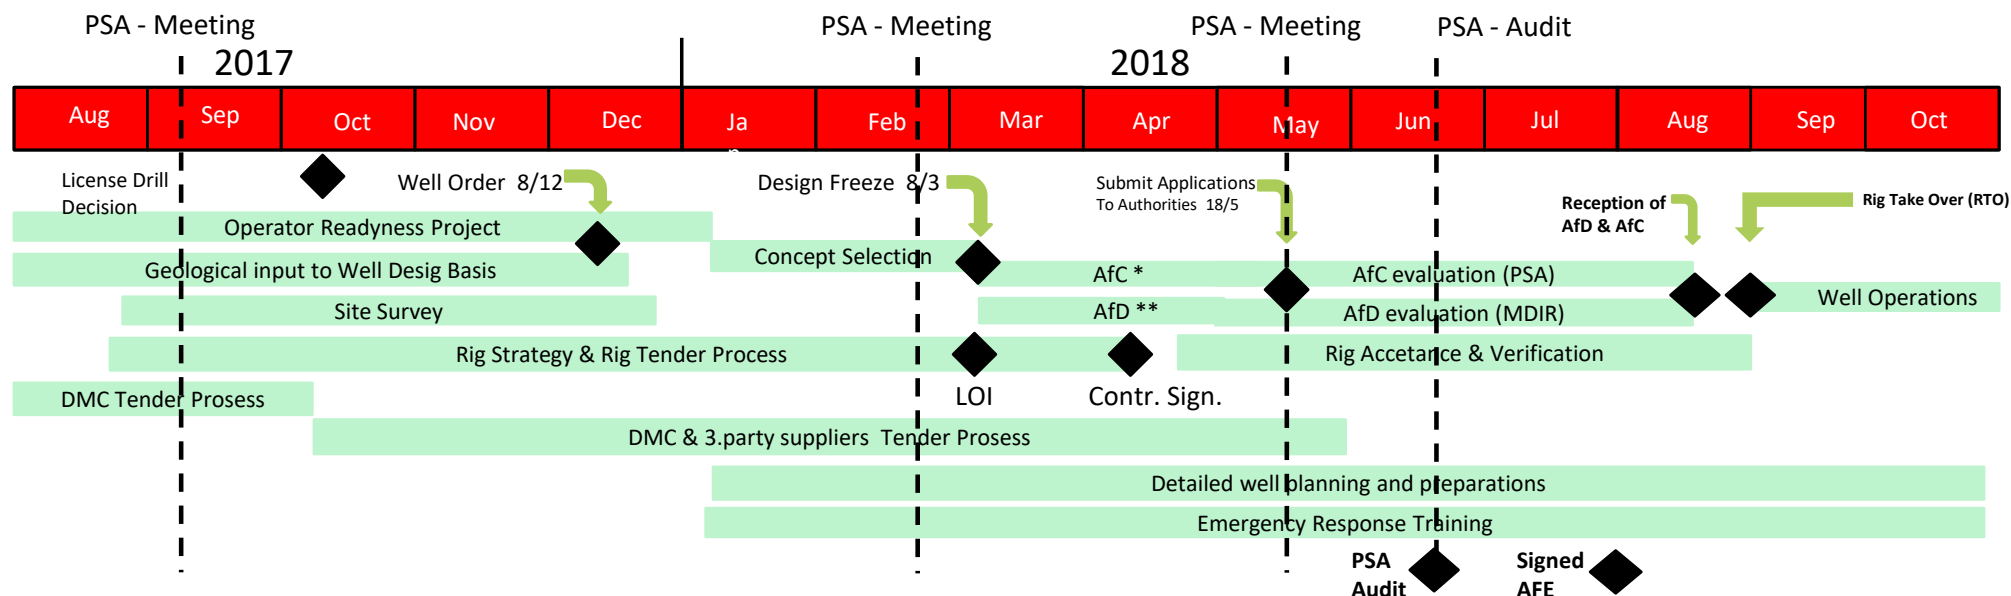 PSA - Meeting
PSA - Meeting
PSA - Meeting
PSA - Audit
2017
2018
Aug
Sep
Oct
Nov
Dec
Ja
n
Feb
Mar
Apr
May
Jun
Jul
Aug
Sep
Oct
License Drill
Decision
Well Order 8/12
Design Freeze 8/3
Submit Applications
To Authorities 18/5
Reception of
AfD & AfC
Rig Take Over (RTO)
Operator Readyness Project
Concept Selection
Geological input to Well Desig Basis
AfC *
AfC evaluation (PSA)
Well Operations
Site Survey
AfD **
AfD evaluation (MDIR)
Rig Strategy & Rig Tender Process
Rig Accetance & Verification
DMC Tender Prosess
LOI
Contr. Sign.
DMC & 3.party suppliers Tender Prosess
Detailed well planning and preparations
Emergency Response Training
PSA
Audit
Signed
AFE